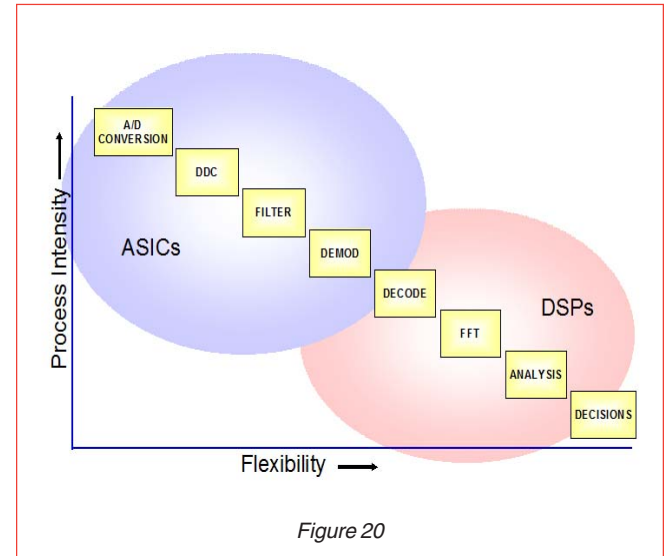 A/D
CONVERSION
DDC
FILTER
ASICs
DEMOD
DECODE
DSPs
FFT
ANALYSIS
DECISIONS
Process Intensity
Flexibility
Figure 20